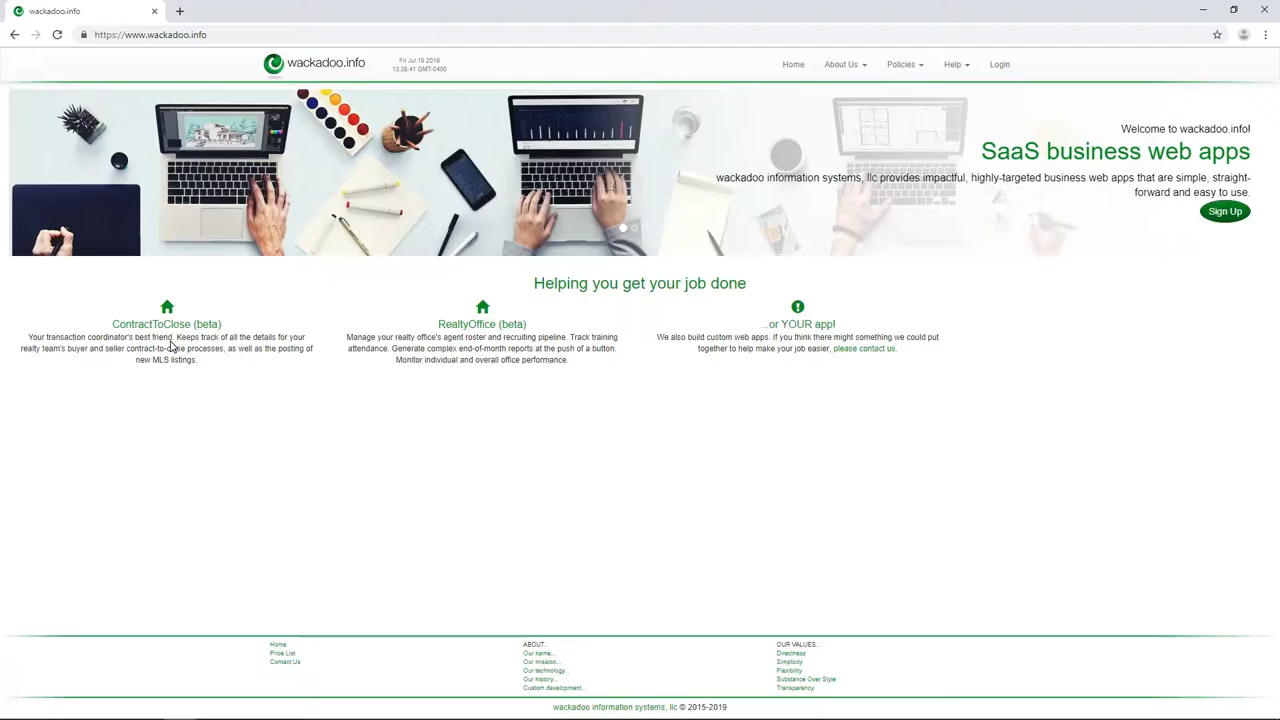 wackadoo.info
https://www.wackadoo.info
wackadoo.info
Fri Jul 19 2019
13:38:41 GMT-0400
Home
About Us
Policies
Help
Login
Welcome to wackadoo.info!
SaaS business web apps
wackadoo information systems, llc provides impactful, highly-targeted business web apps that are simple, straight-
forward and easy to use.
Sign Up
Helping you get your job done
ContractToClose (beta)
Your transaction coordinator's best friend. Keeps track of all the details for your
realty team's buyer and seller contract-to-close processes, as well as the posting of
new MLS listings.
RealtyOffice (beta)
Manage your realty office's agent roster and recruiting pipeline. Track training
attendance. Generate complex end-of-month reports at the push of a button.
Monitor individual and overall office performance.
...or YOUR app!
We also build custom web apps. If you think there might something we could put
together to help make your job easier, please contact us.
Home
Price List
Contact Us
ABOUT...
Our name...
Our mission...
Our technology...
Our history...
Custom development...
OUR VALUES...
Directness
Simplicity
Flexibility
Substance Over Style
Transparency
wackadoo information systems, llc © 2015-2019